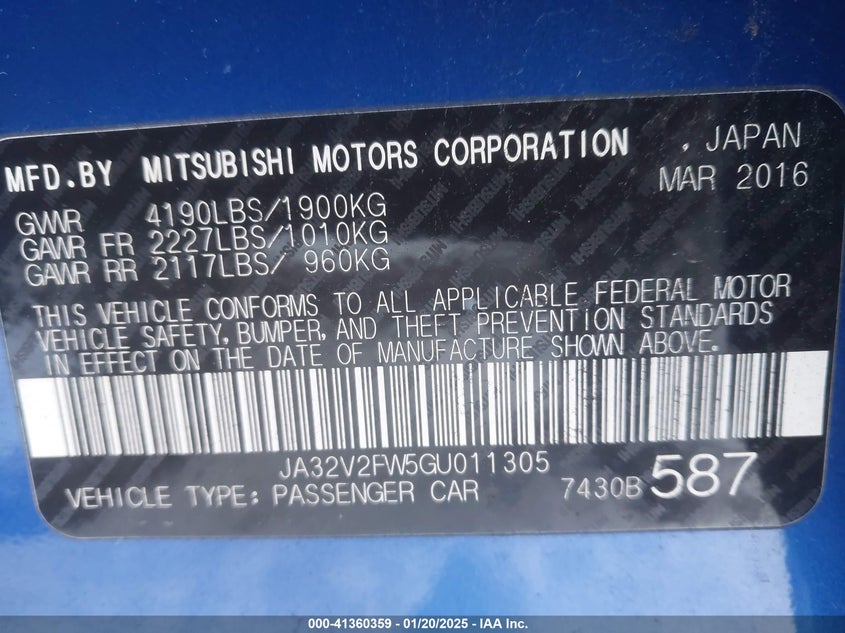 MFD.BY MITSUBISHI MOTORS CORPORATION , JAPAN
MAR 2016
GVWR 4190LBS/1900KG
GAWR FR 2227LBS/1010KG
GAWR RR 2117LBS/ 960KG
THIS VEHICLE CONFORMS TO ALL APPLICABLE FEDERAL MOTOR
VEHICLE SAFETY, BUMPER, AND THEFT PREVENTION STANDARDS
IN EFFECT ON THE DATE OF MANUFACTURE SHOWN ABOVE.
JA32V2FW5GU011305
VEHICLE TYPE: PASSENGER CAR 7430B 587
000-41360359 - 01/20/2025 - IAA Inc.